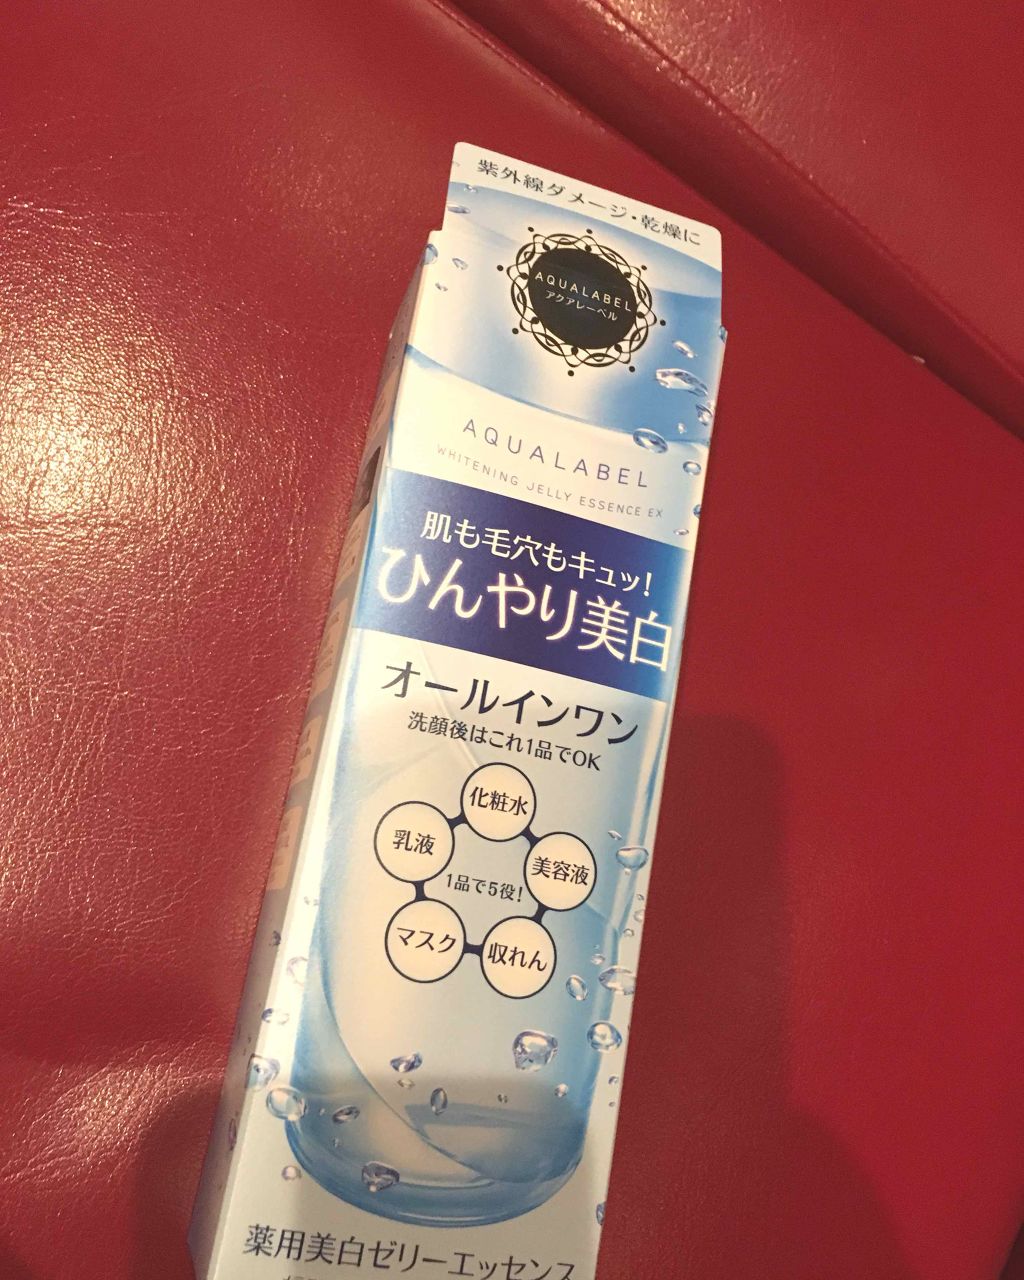 紫外線ダメージ・乾燥に
AQUALABEL
アクアレーベル
AQUALABEL
WHITENING JELLY ESSENCE EX
肌も毛穴もキュッ!
ひんやり美白
オールインワン
洗顔後はこれ1品でOK
化粧水
乳液
美容液
1品で5役!
マスク
収れん
薬用美白ゼリーエッセンス